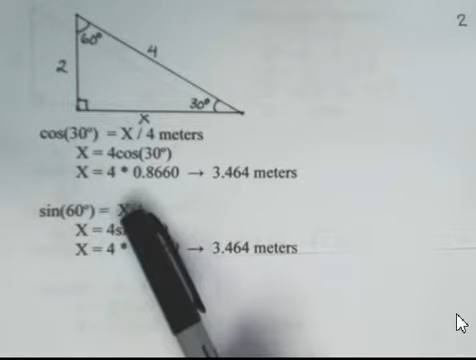 2
60°
4
2
30°
X
cos(30°) = X / 4 meters
X = 4cos(30°)
X = 4 * 0.8660 → 3.464 meters
sin(60°) =
X =
X = 4 * → 3.464 meters